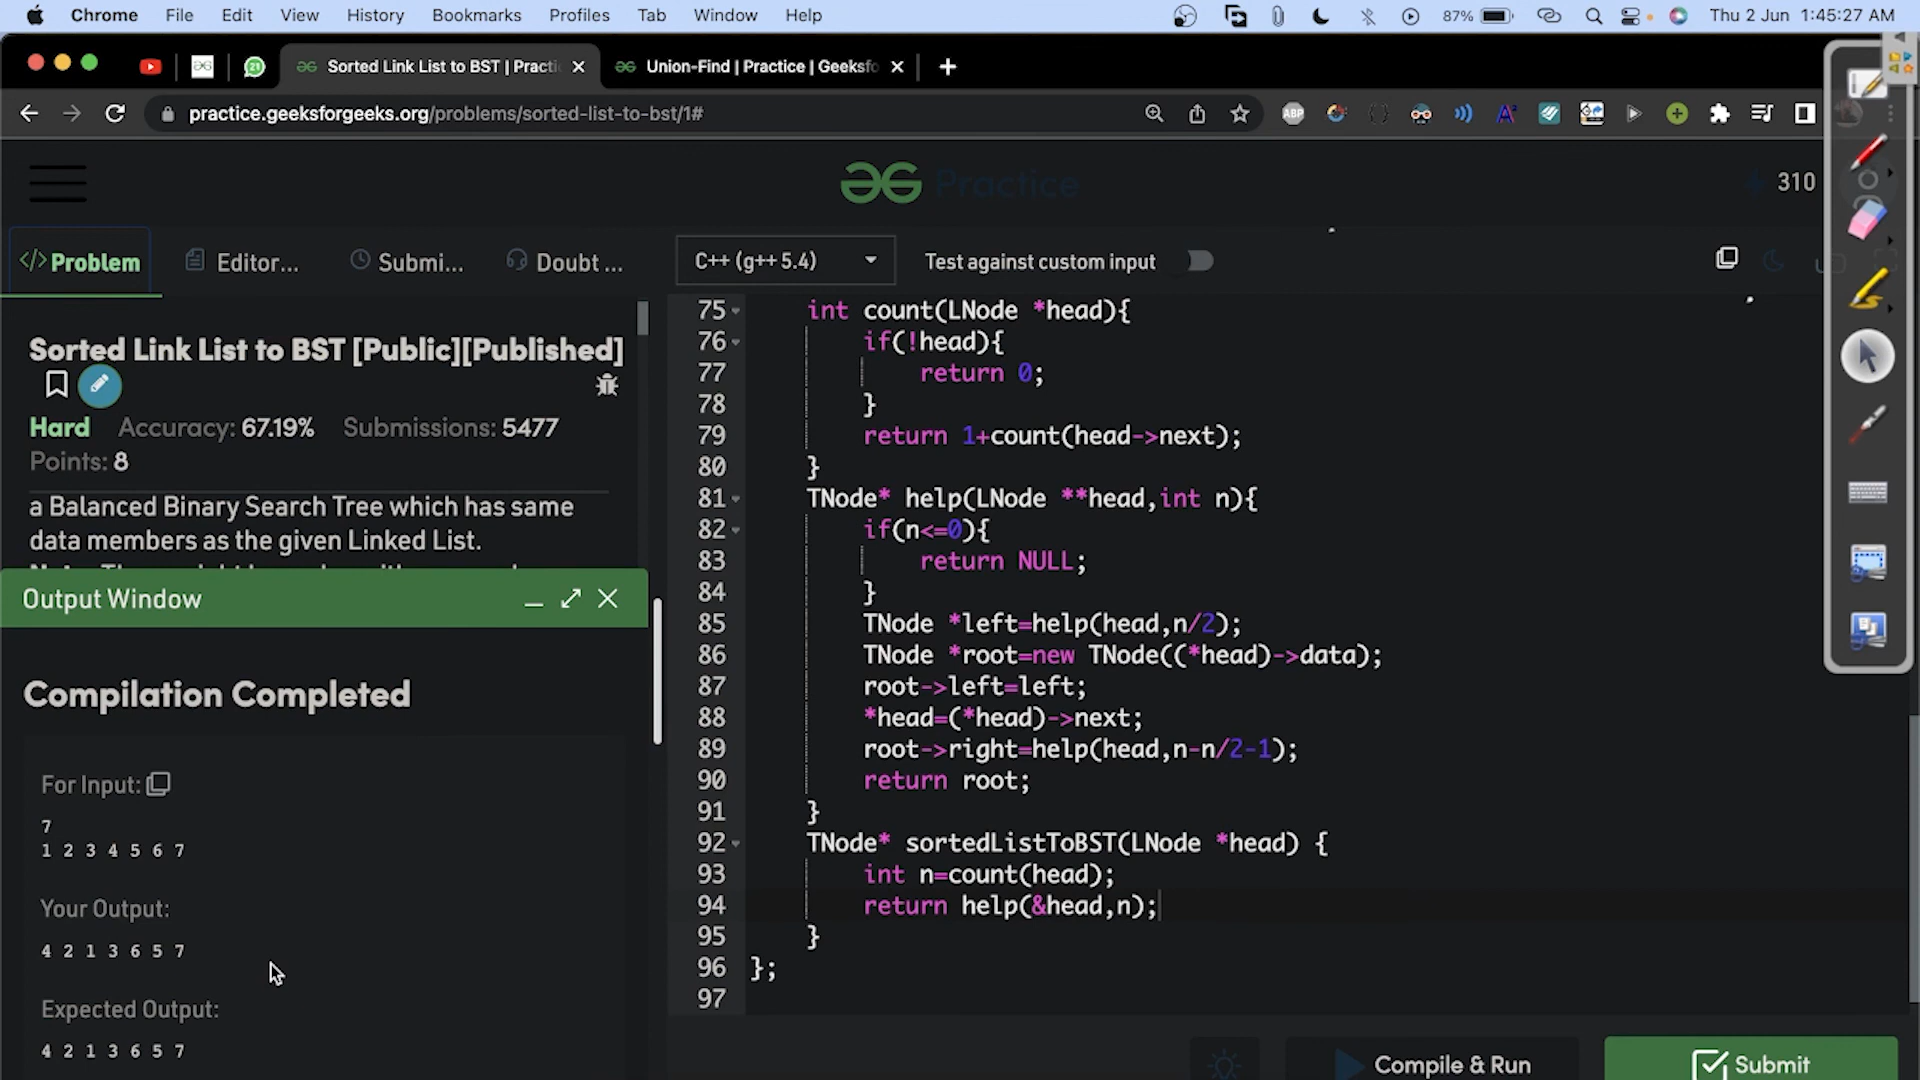 Chrome File Edit View History Bookmarks Profiles Tab Window Help 87% Thu 2 Jun 1:45:27 AM
21 Sorted Link List to BST | Practi Union-Find | Practice | Geeksfo
practice.geeksforgeeks.org/problems/sorted-list-to-bst/1# ABP
Practice 310
</>Problem Editor... Submi... Doubt ... C++ (g++ 5.4) Test against custom input
Sorted Link List to BST [Public][Published]
Hard Accuracy: 67.19% Submissions: 5477
Points: 8
a Balanced Binary Search Tree which has same
data members as the given Linked List.
Output Window
Compilation Completed
For Input:
7
1 2 3 4 5 6 7
Your Output:
4 2 1 3 6 5 7
Expected Output:
4 2 1 3 6 5 7
75 int count(LNode *head){
76 if(!head){
77 return 0;
78 }
79 return 1+count(head->next);
80 }
81 TNode* help(LNode **head,int n){
82 if(n<=0){
83 return NULL;
84 }
85 TNode *left=help(head,n/2);
86 TNode *root=new TNode((*head)->data);
87 root->left=left;
88 *head=(*head)->next;
89 root->right=help(head,n-n/2-1);
90 return root;
91 }
92 TNode* sortedListToBST(LNode *head) {
93 int n=count(head);
94 return help(&head,n);
95 }
96 };
97
Compile & Run Submit